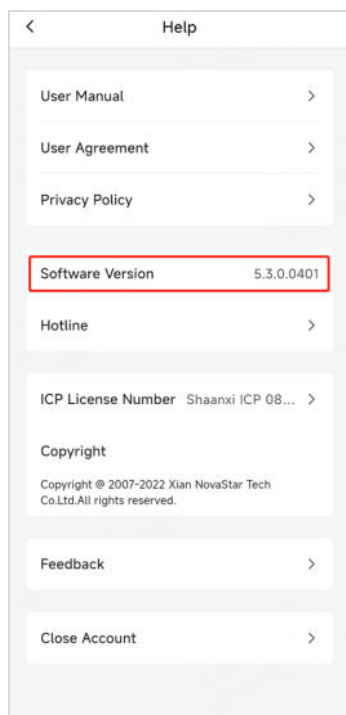 Help
User Manual
User Agreement
Privacy Policy
Software Version 5.3.0.0401
Hotline
ICP License Number Shaanxi ICP 08...
Copyright
Copyright @ 2007-2022 Xian NovaStar Tech
Co.Ltd.All rights reserved.
Feedback
Close Account